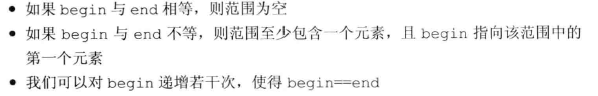 • 如果 begin 与 end 相等，则范围为空
• 如果 begin 与 end 不等，则范围至少包含一个元素，且 begin 指向该范围中的
第一个元素
• 我们可以对 begin 递增若干次，使得 begin==end